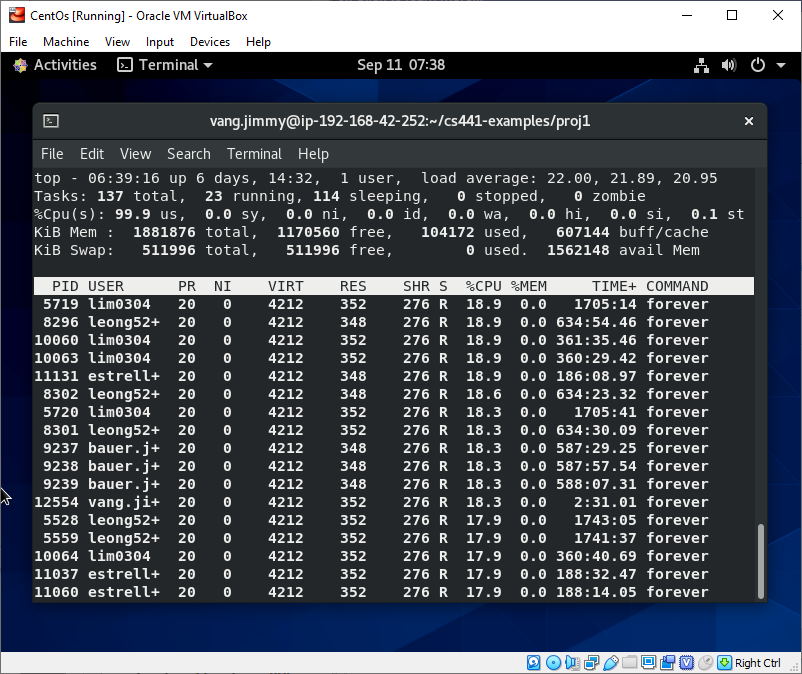 CentOs [Running] - Oracle VM VirtualBox
File Machine View Input Devices Help
Activities Terminal Sep 11 07:38
vang.jimmy@ip-192-168-42-252:~/cs441-examples/proj1
File Edit View Search Terminal Help
top - 06:39:16 up 6 days, 14:32, 1 user, load average: 22.00, 21.89, 20.95
Tasks: 137 total, 23 running, 114 sleeping, 0 stopped, 0 zombie
%Cpu(s): 99.9 us, 0.0 sy, 0.0 ni, 0.0 id, 0.0 wa, 0.0 hi, 0.0 si, 0.1 st
KiB Mem : 1881876 total, 1170560 free, 104172 used, 607144 buff/cache
KiB Swap: 511996 total, 511996 free, 0 used. 1562148 avail Mem
PID USER PR NI VIRT RES SHR S %CPU %MEM TIME+ COMMAND
5719 lim0304 20 0 4212 352 276 R 18.9 0.0 1705:14 forever
8296 leong52+ 20 0 4212 348 276 R 18.9 0.0 634:54.46 forever
10060 lim0304 20 0 4212 352 276 R 18.9 0.0 361:35.46 forever
10063 lim0304 20 0 4212 352 276 R 18.9 0.0 360:29.42 forever
11131 estrell+ 20 0 4212 348 276 R 18.9 0.0 186:08.97 forever
8302 leong52+ 20 0 4212 348 276 R 18.6 0.0 634:23.32 forever
5720 lim0304 20 0 4212 352 276 R 18.3 0.0 1705:41 forever
8301 leong52+ 20 0 4212 352 276 R 18.3 0.0 634:30.09 forever
9237 bauer.j+ 20 0 4212 348 276 R 18.3 0.0 587:29.25 forever
9238 bauer.j+ 20 0 4212 348 276 R 18.3 0.0 587:57.54 forever
9239 bauer.j+ 20 0 4212 348 276 R 18.3 0.0 588:07.31 forever
12554 vang.ji+ 20 0 4212 352 276 R 18.3 0.0 2:31.01 forever
5528 leong52+ 20 0 4212 352 276 R 17.9 0.0 1743:05 forever
5559 leong52+ 20 0 4212 352 276 R 17.9 0.0 1741:37 forever
10064 lim0304 20 0 4212 352 276 R 17.9 0.0 360:40.69 forever
11037 estrell+ 20 0 4212 352 276 R 17.9 0.0 188:32.47 forever
11060 estrell+ 20 0 4212 352 276 R 17.9 0.0 188:14.05 forever
Right Ctrl